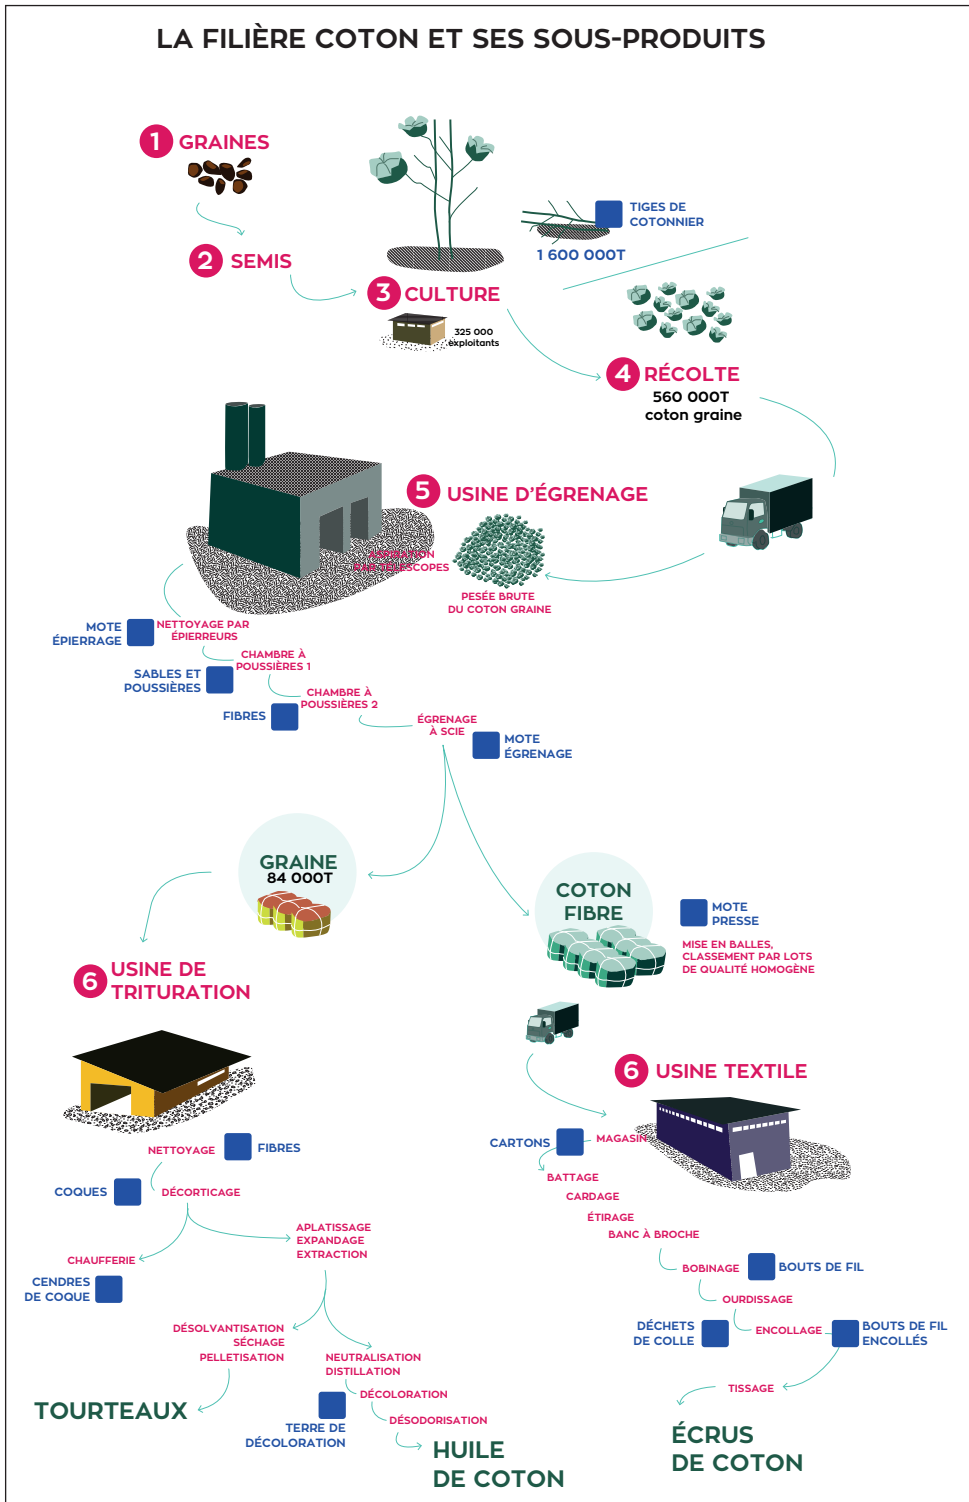 LA FILIÈRE COTON ET SES SOUS-PRODUITS
1 GRAINES
2 SEMIS
TIGES DE
COTONNIER
1 600 000T
3 CULTURE
325 000
exploitants
4 RÉCOLTE
560 000T
coton graine
5 USINE D'ÉGRENAGE
ASPIRATION
PAR TÉLESCOPES
PESÉE BRUTE
DU COTON GRAINE
MOTE
ÉPIERRAGE
NETTOYAGE PAR
ÉPIERREURS
CHAMBRE À
POUSSIÈRES 1
SABLES ET
POUSSIÈRES
CHAMBRE À
POUSSIÈRES 2
FIBRES
ÉGRENAGE
À SCIE
MOTE
ÉGRENAGE
GRAINE
84 000T
COTON
FIBRE
MOTE
PRESSE
MISE EN BALLES,
CLASSEMENT PAR LOTS
DE QUALITÉ HOMOGÈNE
6 USINE DE
TRITURATION
NETTOYAGE
FIBRES
COQUES
DÉCORTICAGE
CHAUFFERIE
CENDRES
DE COQUE
APLATISSAGE
EXPANDAGE
EXTRACTION
DÉSOLVANTISATION
SÉCHAGE
PELLETISATION
TOURTEAUX
NEUTRALISATION
DISTILLATION
DÉCOLORATION
TERRE DE
DÉCOLORATION
DÉSODORISATION
HUILE
DE COTON
6 USINE TEXTILE
CARTONS
MAGASIN
BATTAGE
CARDAGE
ÉTIRAGE
BANC À BROCHE
BOBINAGE
BOUTS DE FIL
OURDISSAGE
DÉCHETS
DE COLLE
ENCOLLAGE
BOUTS DE FIL
ENCOLLÉS
TISSAGE
ÉCRUS
DE COTON